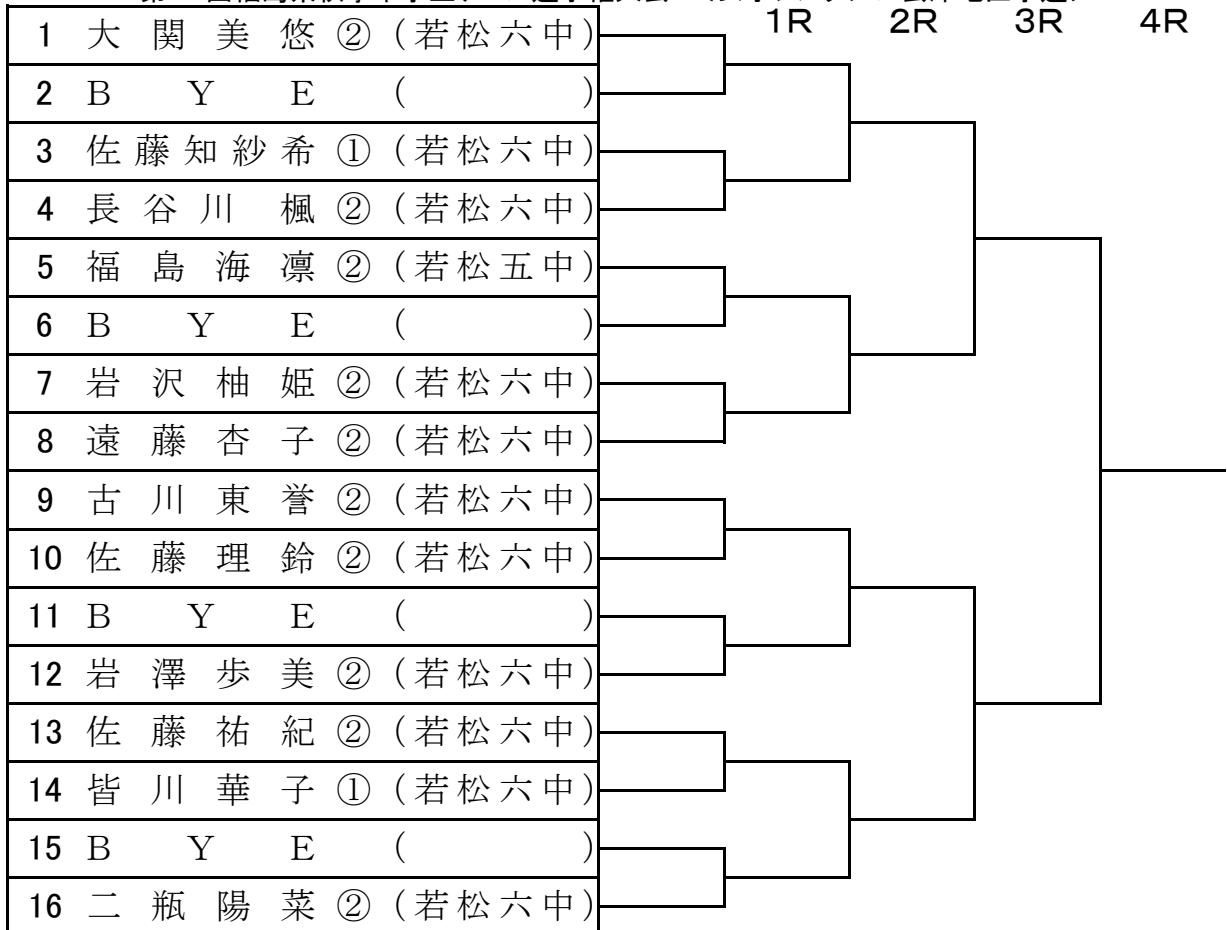 1R 2R 3R 4R
1 大関美悠② (若松六中)
2 BYE ( )
3 佐藤知紗希① (若松六中)
4 長谷川楓② (若松六中)
5 福島海凛② (若松五中)
6 BYE ( )
7 岩沢柚姫② (若松六中)
8 遠藤杏子② (若松六中)
9 古川東誉② (若松六中)
10 佐藤理鈴② (若松六中)
11 BYE ( )
12 岩澤歩美② (若松六中)
13 佐藤祐紀② (若松六中)
14 皆川華子① (若松六中)
15 BYE ( )
16 二瓶陽菜② (若松六中)